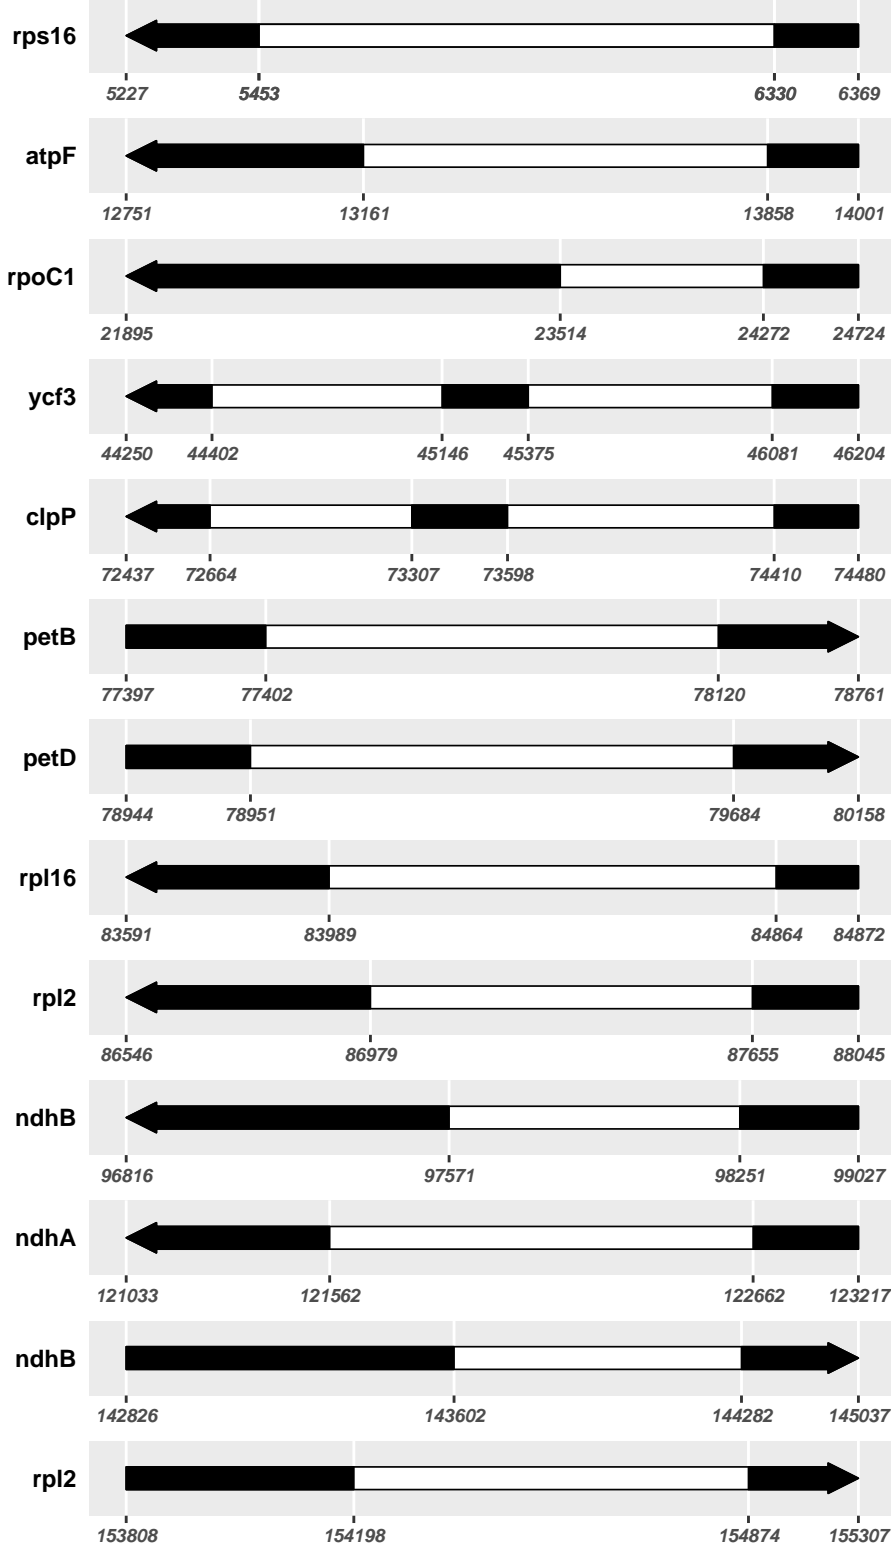 rps16
5227 5453 6330 6369
atpF
12751 13161 13858 14001
rpoC1
21895 23514 24272 24724
ycf3
44250 44402 45146 45375 46081 46204
clpP
72437 72664 73307 73598 74410 74480
petB
77397 77402 78120 78761
petD
78944 78951 79684 80158
rpl16
83591 83989 84864 84872
rpl2
86546 86979 87655 88045
ndhB
96816 97571 98251 99027
ndhA
121033 121562 122662 123217
ndhB
142826 143602 144282 145037
rpl2
153808 154198 154874 155307